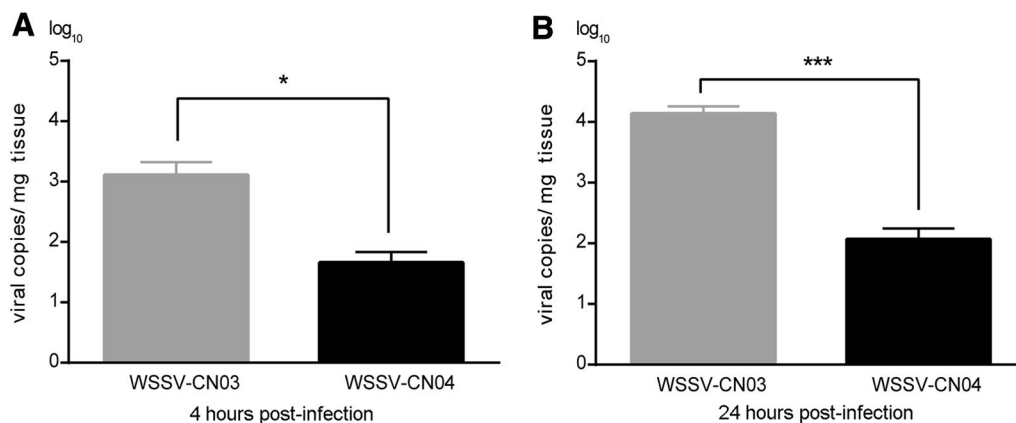 A
log10
viral copies/ mg tissue
5
4
3
2
1
0
*
WSSV-CN03
WSSV-CN04
4 hours post-infection
B
log10
viral copies/ mg tissue
5
4
3
2
1
0
***
WSSV-CN03
WSSV-CN04
24 hours post-infection